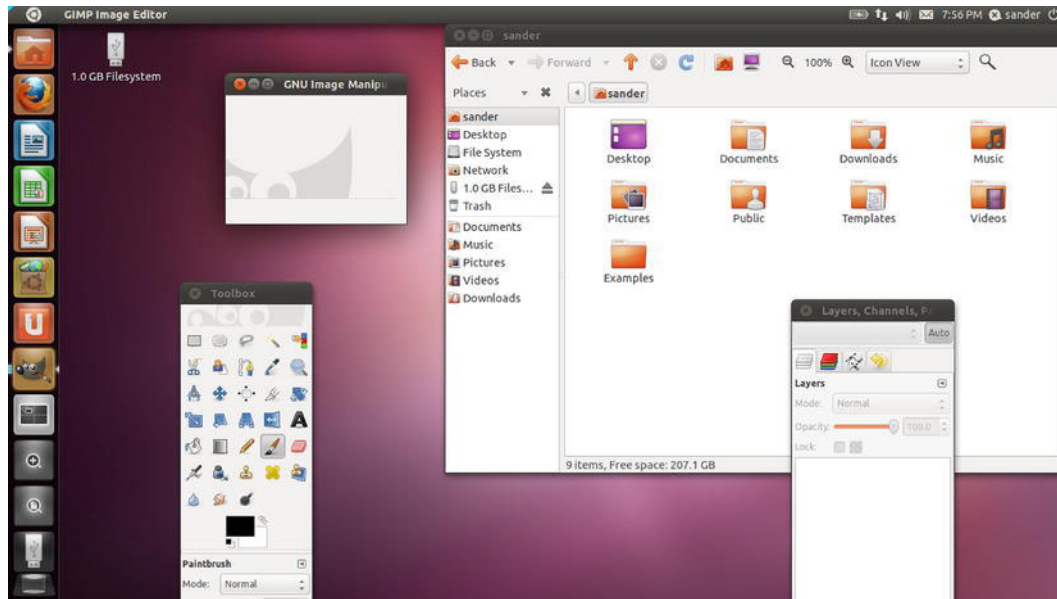 GIMP Image Editor
7:56 PM sander
1.0 GB Filesystem
GNU Image Manipu
sander
Back Forward 100% Icon View
Places
sander
sander
Desktop
File System
Network
1.0 GB Files...
Trash
Documents
Music
Pictures
Videos
Downloads
Desktop Documents Downloads Music
Pictures Public Templates Videos
Examples
9 items, Free space: 207.1 GB
Toolbox
Paintbrush
Mode: Normal
Layers, Channels, Pa
Auto
Layers
Mode: Normal
Opacity: 100.0
Lock: